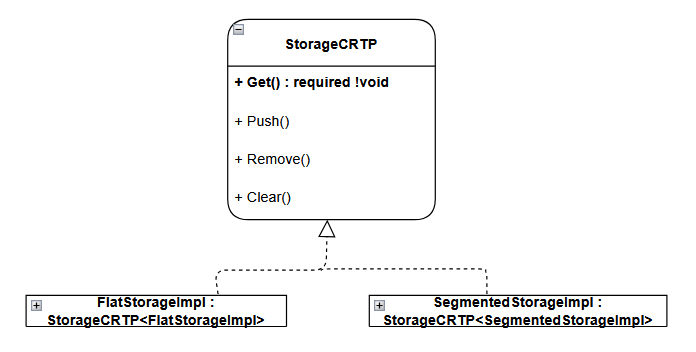 StorageCRTP
+ Get() : required !void
+ Push()
+ Remove()
+ Clear()
FlatStorageImpl :
StorageCRTP<FlatStorageImpl>
SegmentedStorageImpl :
StorageCRTP<SegmentedStorageImpl>